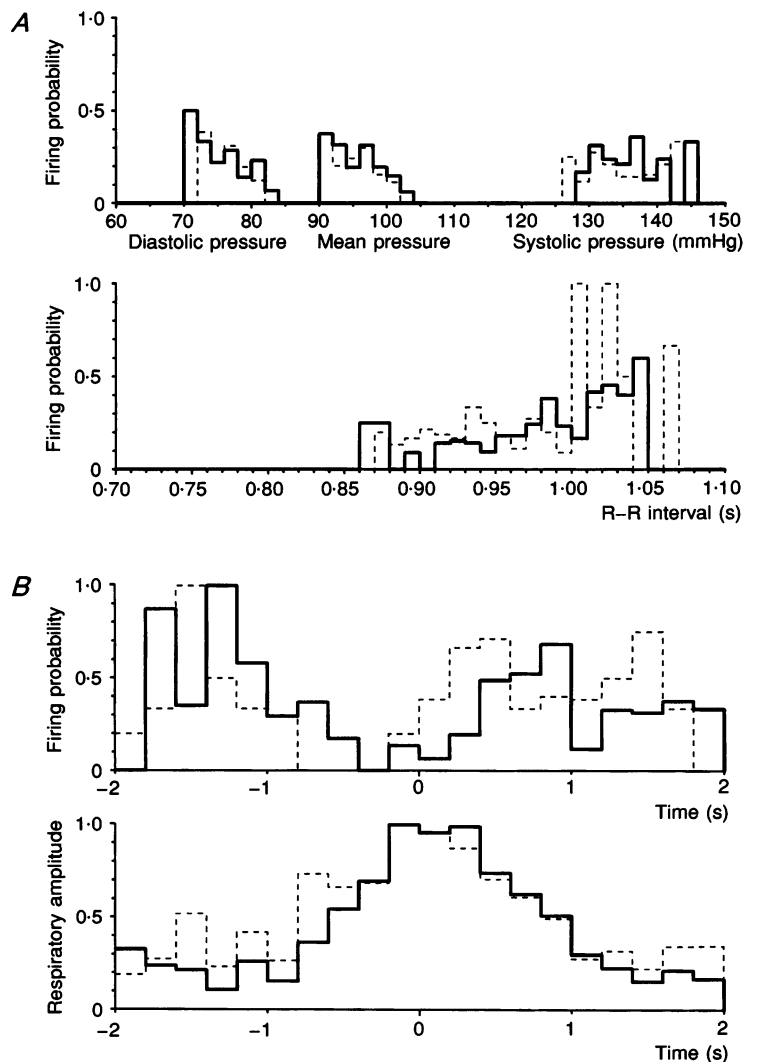 A
1·0
Firing probability
0·5
0
60 70 80 90 100 110 120 130 140 150
Diastolic pressure Mean pressure Systolic pressure (mmHg)
1·0
Firing probability
0·5
0
0·70 0·75 0·80 0·85 0·90 0·95 1·00 1·05 1·10
R–R interval (s)
B
1·0
Firing probability
0·5
0
−2 −1 0 1 2
Time (s)
1·0
Respiratory amplitude
0·5
0
−2 −1 0 1 2
Time (s)